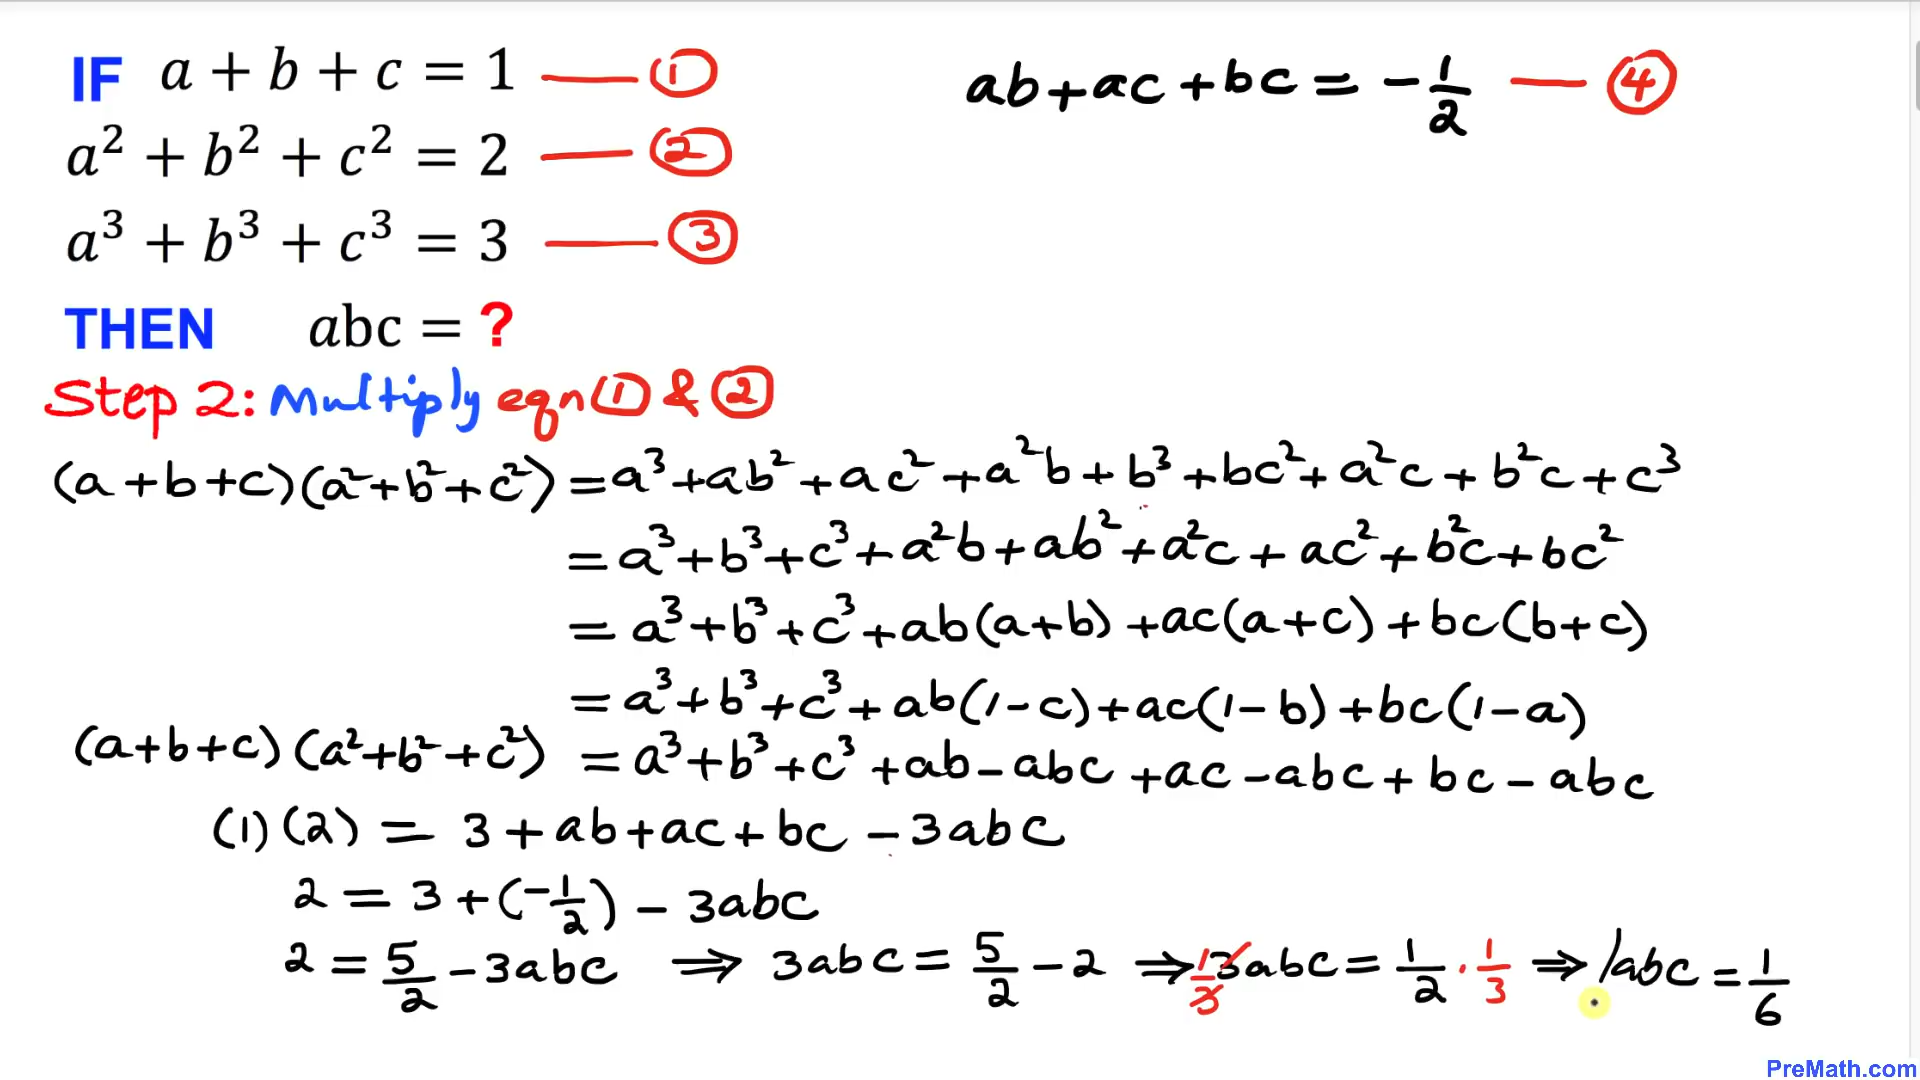 IF a + b + c = 1 — ①
a² + b² + c² = 2 — ②
a³ + b³ + c³ = 3 — ③
THEN abc = ?
ab+ac+bc = -1/2 — ④
Step 2: Multiply eqn ① & ②
(a+b+c)(a²+b²+c²) = a³+ab²+ac²+a²b+b³+bc²+a²c+b²c+c³
= a³+b³+c³+a²b+ab²+a²c+ac²+b²c+bc²
= a³+b³+c³+ab(a+b)+ac(a+c)+bc(b+c)
= a³+b³+c³+ab(1-c)+ac(1-b)+bc(1-a)
(a+b+c)(a²+b²+c²) = a³+b³+c³+ab-abc+ac-abc+bc-abc
(1)(2) = 3+ab+ac+bc-3abc
2 = 3+(-1/2)-3abc
2 = 5/2-3abc ⇒ 3abc = 5/2-2 ⇒ 1/3 3abc = 1/2 · 1/3 ⇒ abc = 1/6
PreMath.com